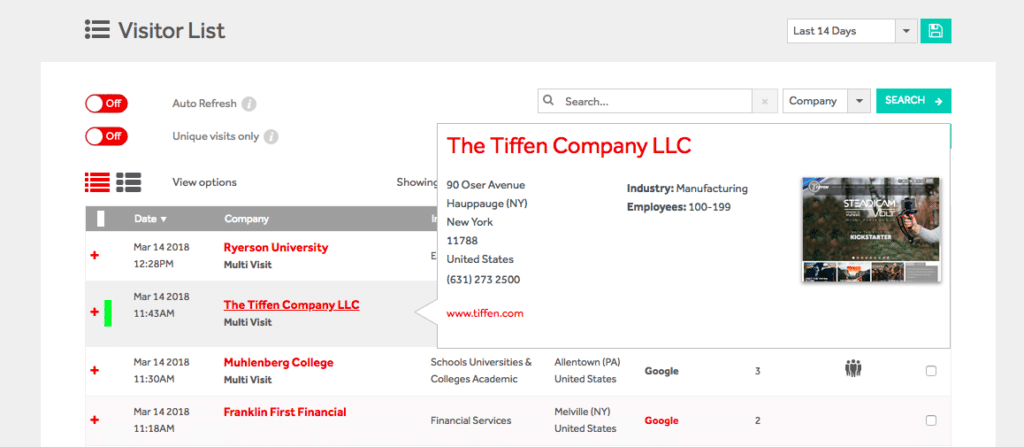 Visitor List
Last 14 Days
Off
Auto Refresh
Search...
×
Company
SEARCH
Off
Unique visits only
View options
Showing
The Tiffen Company LLC
90 Oser Avenue
Hauppauge (NY)
New York
11788
United States
(631) 273 2500
www.tiffen.com
Industry: Manufacturing
Employees: 100-199
STEADICAM
VOLT
KICKSTARTER
Date
Company
Mar 14 2018
12:28PM
Ryerson University
Multi Visit
Mar 14 2018
11:43AM
The Tiffen Company LLC
Multi Visit
Mar 14 2018
11:30AM
Muhlenberg College
Multi Visit
Schools Universities &
Colleges Academic
Allentown (PA)
United States
Google
3
Mar 14 2018
11:18AM
Franklin First Financial
Financial Services
Melville (NY)
United States
Google
2